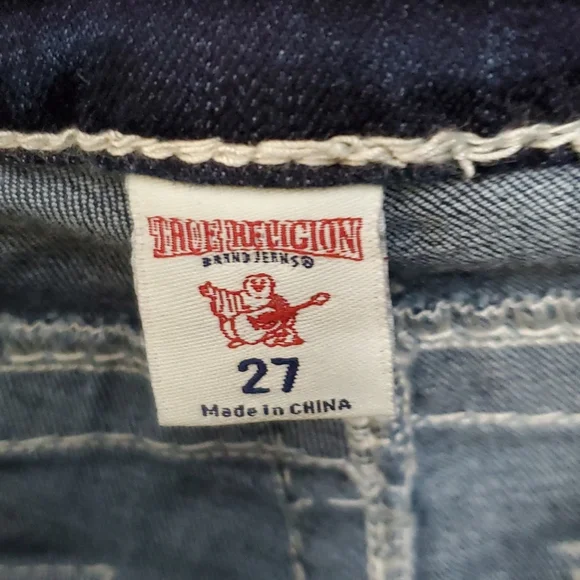 TRUE RELIGION
BRAND JEANS®
27
Made in CHINA